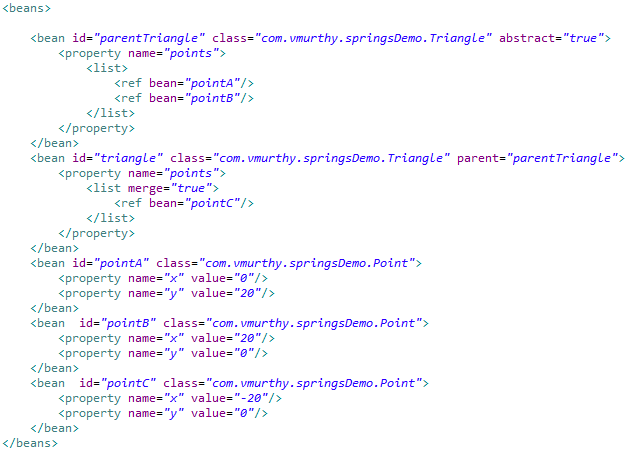 <beans>
<bean id="parentTriangle" class="com.vmurthy.springsDemo.Triangle" abstract="true">
<property name="points">
<list>
<ref bean="pointA"/>
<ref bean="pointB"/>
</list>
</property>
</bean>
<bean id="triangle" class="com.vmurthy.springsDemo.Triangle" parent="parentTriangle">
<property name="points">
<list merge="true">
<ref bean="pointC"/>
</list>
</property>
</bean>
<bean id="pointA" class="com.vmurthy.springsDemo.Point">
<property name="x" value="0"/>
<property name="y" value="20"/>
</bean>
<bean  id="pointB" class="com.vmurthy.springsDemo.Point">
<property name="x" value="20"/>
<property name="y" value="0"/>
</bean>
<bean  id="pointC" class="com.vmurthy.springsDemo.Point">
<property name="x" value="-20"/>
<property name="y" value="0"/>
</bean>
</beans>